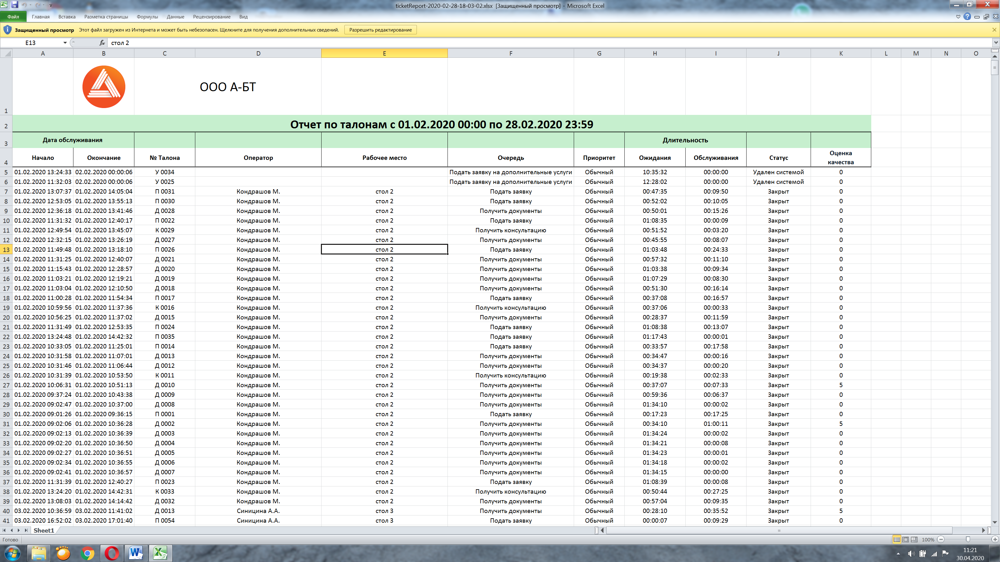 ticketReport-2020-02-28-18-03-02.xlsx [Защищенный просмотр] - Microsoft Excel
Файл Главная Вставка Разметка страницы Формулы Данные Рецензирование Вид
Защищенный просмотр Этот файл загружен из Интернета и может быть небезопасен. Щелкните для получения дополнительных сведений. Разрешить редактирование
E13 fx стол 2
A B C D E F G H I J K L M N O
1 ООО А-БТ
2 Отчет по талонам с 01.02.2020 00:00 по 28.02.2020 23:59
3 Дата обслуживания Длительность
4 Начало Окончание № Талона Оператор Рабочее место Очередь Приоритет Ожидания Обслуживания Статус Оценка качества
5 01.02.2020 13:24:33 02.02.2020 00:00:06 У 0034 Подать заявку на дополнительные услуги Обычный 10:35:32 00:00:00 Удален системой 0
6 01.02.2020 11:32:03 02.02.2020 00:00:06 У 0025 Подать заявку на дополнительные услуги Обычный 12:28:02 00:00:00 Удален системой 0
7 01.02.2020 13:07:37 01.02.2020 14:05:04 П 0031 Кондрашов М. стол 2 Подать заявку Обычный 00:47:35 00:09:50 Закрыт 0
8 01.02.2020 12:53:05 01.02.2020 13:55:13 П 0030 Кондрашов М. стол 2 Подать заявку Обычный 00:52:02 00:10:05 Закрыт 0
9 01.02.2020 12:36:18 01.02.2020 13:41:46 Д 0028 Кондрашов М. стол 2 Получить документы Обычный 00:50:01 00:15:26 Закрыт 0
10 01.02.2020 11:31:32 01.02.2020 12:40:17 П 0022 Кондрашов М. стол 2 Подать заявку Обычный 01:08:35 00:00:09 Закрыт 0
11 01.02.2020 12:49:54 01.02.2020 13:45:07 К 0029 Кондрашов М. стол 2 Получить консультацию Обычный 00:51:52 00:03:20 Закрыт 0
12 01.02.2020 12:32:15 01.02.2020 13:26:19 Д 0027 Кондрашов М. стол 2 Получить документы Обычный 00:45:55 00:08:07 Закрыт 0
13 01.02.2020 11:49:48 01.02.2020 13:18:10 П 0026 Кондрашов М. стол 2 Подать заявку Обычный 01:03:48 00:24:33 Закрыт 0
14 01.02.2020 11:31:25 01.02.2020 12:40:07 Д 0021 Кондрашов М. стол 2 Получить документы Обычный 00:57:32 00:11:10 Закрыт 0
15 01.02.2020 11:15:43 01.02.2020 12:28:57 Д 0020 Кондрашов М. стол 2 Получить документы Обычный 01:03:38 00:09:34 Закрыт 0
16 01.02.2020 11:03:21 01.02.2020 12:19:21 Д 0019 Кондрашов М. стол 2 Получить документы Обычный 01:07:29 00:08:30 Закрыт 0
17 01.02.2020 11:03:04 01.02.2020 12:10:50 Д 0018 Кондрашов М. стол 2 Получить документы Обычный 00:51:30 00:16:14 Закрыт 0
18 01.02.2020 11:00:28 01.02.2020 11:54:34 П 0017 Кондрашов М. стол 2 Подать заявку Обычный 00:37:08 00:16:57 Закрыт 0
19 01.02.2020 10:59:56 01.02.2020 11:37:36 К 0016 Кондрашов М. стол 2 Получить консультацию Обычный 00:37:06 00:00:33 Закрыт 0
20 01.02.2020 10:56:25 01.02.2020 11:37:02 Д 0015 Кондрашов М. стол 2 Получить документы Обычный 00:28:37 00:11:59 Закрыт 0
21 01.02.2020 11:31:49 01.02.2020 12:53:35 П 0024 Кондрашов М. стол 2 Подать заявку Обычный 01:08:38 00:13:07 Закрыт 0
22 01.02.2020 13:24:48 01.02.2020 14:42:32 П 0035 Кондрашов М. стол 2 Подать заявку Обычный 01:17:43 00:00:01 Закрыт 0
23 01.02.2020 10:33:05 01.02.2020 11:25:01 П 0014 Кондрашов М. стол 2 Подать заявку Обычный 00:33:57 00:17:58 Закрыт 0
24 01.02.2020 10:31:58 01.02.2020 11:07:01 Д 0013 Кондрашов М. стол 2 Получить документы Обычный 00:34:47 00:00:16 Закрыт 0
25 01.02.2020 10:31:46 01.02.2020 11:06:44 Д 0012 Кондрашов М. стол 2 Получить документы Обычный 00:34:37 00:00:20 Закрыт 0
26 01.02.2020 10:31:39 01.02.2020 10:53:50 К 0011 Кондрашов М. стол 2 Получить консультацию Обычный 00:19:38 00:02:33 Закрыт 0
27 01.02.2020 10:06:31 01.02.2020 10:51:13 Д 0010 Кондрашов М. стол 2 Получить документы Обычный 00:37:07 00:07:33 Закрыт 5
28 01.02.2020 09:37:24 01.02.2020 10:43:38 Д 0009 Кондрашов М. стол 2 Получить документы Обычный 00:59:36 00:06:37 Закрыт 0
29 01.02.2020 09:02:47 01.02.2020 10:37:00 Д 0008 Кондрашов М. стол 2 Получить документы Обычный 01:34:10 00:00:02 Закрыт 0
30 01.02.2020 09:01:26 01.02.2020 09:36:15 П 0001 Кондрашов М. стол 2 Подать заявку Обычный 00:17:23 00:17:25 Закрыт 0
31 01.02.2020 09:02:06 01.02.2020 10:36:28 Д 0002 Кондрашов М. стол 2 Получить документы Обычный 00:34:10 01:00:11 Закрыт 5
32 01.02.2020 09:02:13 01.02.2020 10:36:39 Д 0003 Кондрашов М. стол 2 Получить документы Обычный 01:34:24 00:00:02 Закрыт 0
33 01.02.2020 09:02:20 01.02.2020 10:36:50 Д 0004 Кондрашов М. стол 2 Получить документы Обычный 01:34:21 00:00:08 Закрыт 0
34 01.02.2020 09:02:27 01.02.2020 10:36:51 Д 0005 Кондрашов М. стол 2 Получить документы Обычный 01:34:23 00:00:01 Закрыт 0
35 01.02.2020 09:02:34 01.02.2020 10:36:55 Д 0006 Кондрашов М. стол 2 Получить документы Обычный 01:34:18 00:00:02 Закрыт 0
36 01.02.2020 09:02:41 01.02.2020 10:36:57 Д 0007 Кондрашов М. стол 2 Получить документы Обычный 01:34:15 00:00:00 Закрыт 0
37 01.02.2020 11:31:39 01.02.2020 12:40:27 П 0023 Кондрашов М. стол 2 Подать заявку Обычный 01:08:39 00:00:08 Закрыт 0
38 01.02.2020 13:24:20 01.02.2020 14:42:31 К 0033 Кондрашов М. стол 2 Получить консультацию Обычный 00:50:44 00:27:25 Закрыт 0
39 01.02.2020 13:08:03 01.02.2020 14:14:42 Д 0032 Кондрашов М. стол 2 Получить документы Обычный 00:57:04 00:09:35 Закрыт 0
40 03.02.2020 10:36:59 03.02.2020 11:41:02 Д 0013 Синицина А.А. стол 3 Получить документы Обычный 00:28:10 00:35:52 Закрыт 5
41 03.02.2020 16:52:02 03.02.2020 17:01:40 П 0054 Синицина А.А. стол 3 Подать заявку Обычный 00:00:07 00:09:29 Закрыт 0
Sheet1
Готово 100%
11:21
30.04.2020